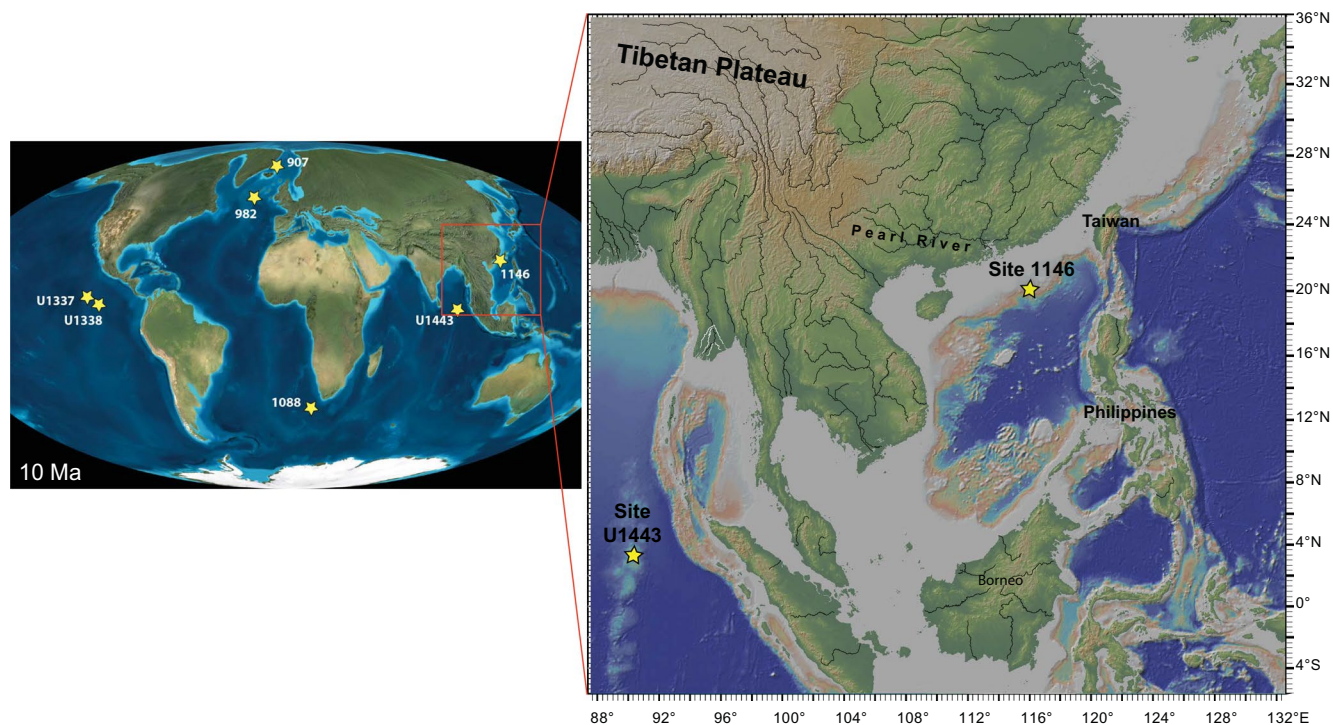 907
982
1146
U1337
U1338
U1443
1088
10 Ma
Tibetan Plateau
Pearl River
Taiwan
Site 1146
Philippines
Site
U1443
Borneo
36°N
32°N
28°N
24°N
20°N
16°N
12°N
8°N
4°N
0°
4°S
88° 92° 96° 100° 104° 108° 112° 116° 120° 124° 128° 132°E